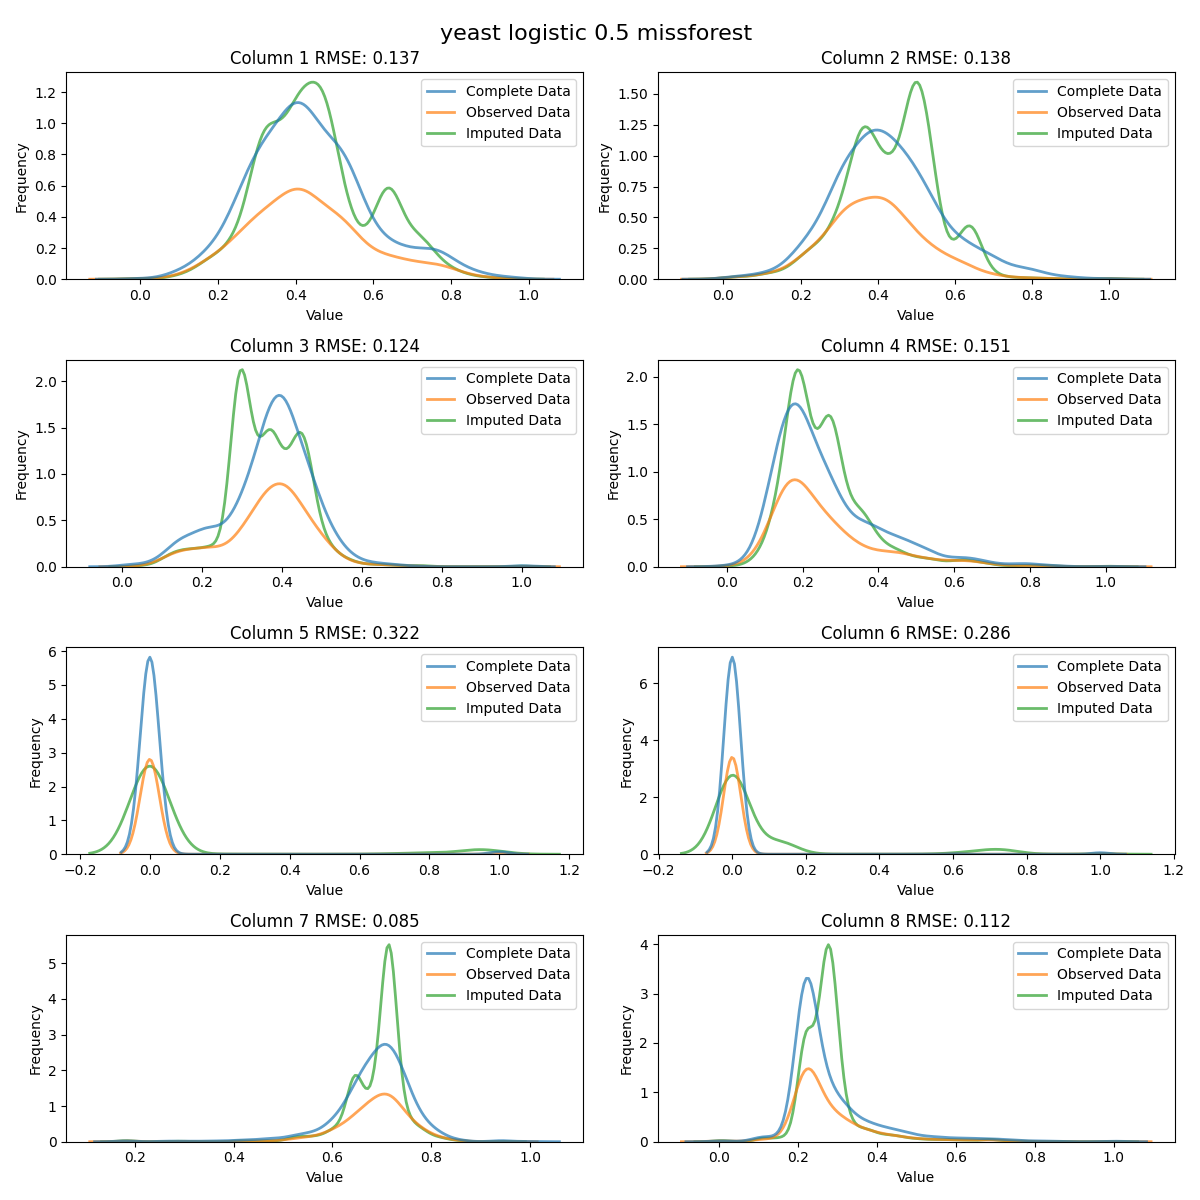 yeast logistic 0.5 missforest
Column 1 RMSE: 0.137
Frequency
1.2
1.0
0.8
0.6
0.4
0.2
0.0
Complete Data
Observed Data
Imputed Data
0.0 0.2 0.4 0.6 0.8 1.0
Value
Column 2 RMSE: 0.138
Frequency
1.50
1.25
1.00
0.75
0.50
0.25
0.00
Complete Data
Observed Data
Imputed Data
0.0 0.2 0.4 0.6 0.8 1.0
Value
Column 3 RMSE: 0.124
Frequency
2.0
1.5
1.0
0.5
0.0
Complete Data
Observed Data
Imputed Data
0.0 0.2 0.4 0.6 0.8 1.0
Value
Column 4 RMSE: 0.151
Frequency
2.0
1.5
1.0
0.5
0.0
Complete Data
Observed Data
Imputed Data
0.0 0.2 0.4 0.6 0.8 1.0
Value
Column 5 RMSE: 0.322
Frequency
6
5
4
3
2
1
0
Complete Data
Observed Data
Imputed Data
−0.2 0.0 0.2 0.4 0.6 0.8 1.0 1.2
Value
Column 6 RMSE: 0.286
Frequency
6
4
2
0
Complete Data
Observed Data
Imputed Data
−0.2 0.0 0.2 0.4 0.6 0.8 1.0 1.2
Value
Column 7 RMSE: 0.085
Frequency
5
4
3
2
1
0
Complete Data
Observed Data
Imputed Data
0.2 0.4 0.6 0.8 1.0
Value
Column 8 RMSE: 0.112
Frequency
4
3
2
1
0
Complete Data
Observed Data
Imputed Data
0.0 0.2 0.4 0.6 0.8 1.0
Value